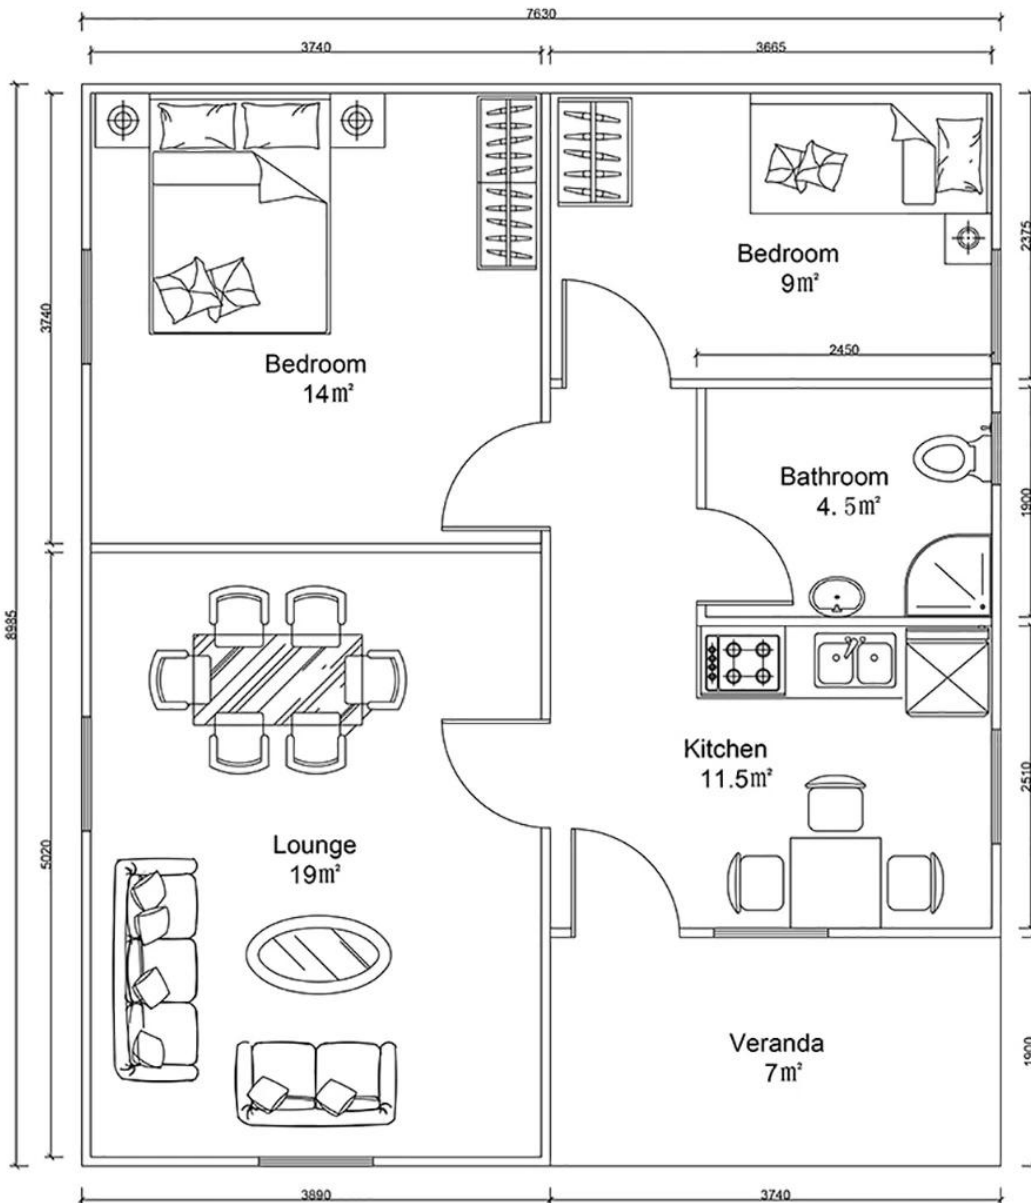 7630
3740
3665
Bedroom
14m²
Bedroom
9m²
2450
Bathroom
4.5m²
Kitchen
11.5m²
Lounge
19m²
Veranda
7m²
8985
3740
5020
2375
1900
2510
1900
3890
3740